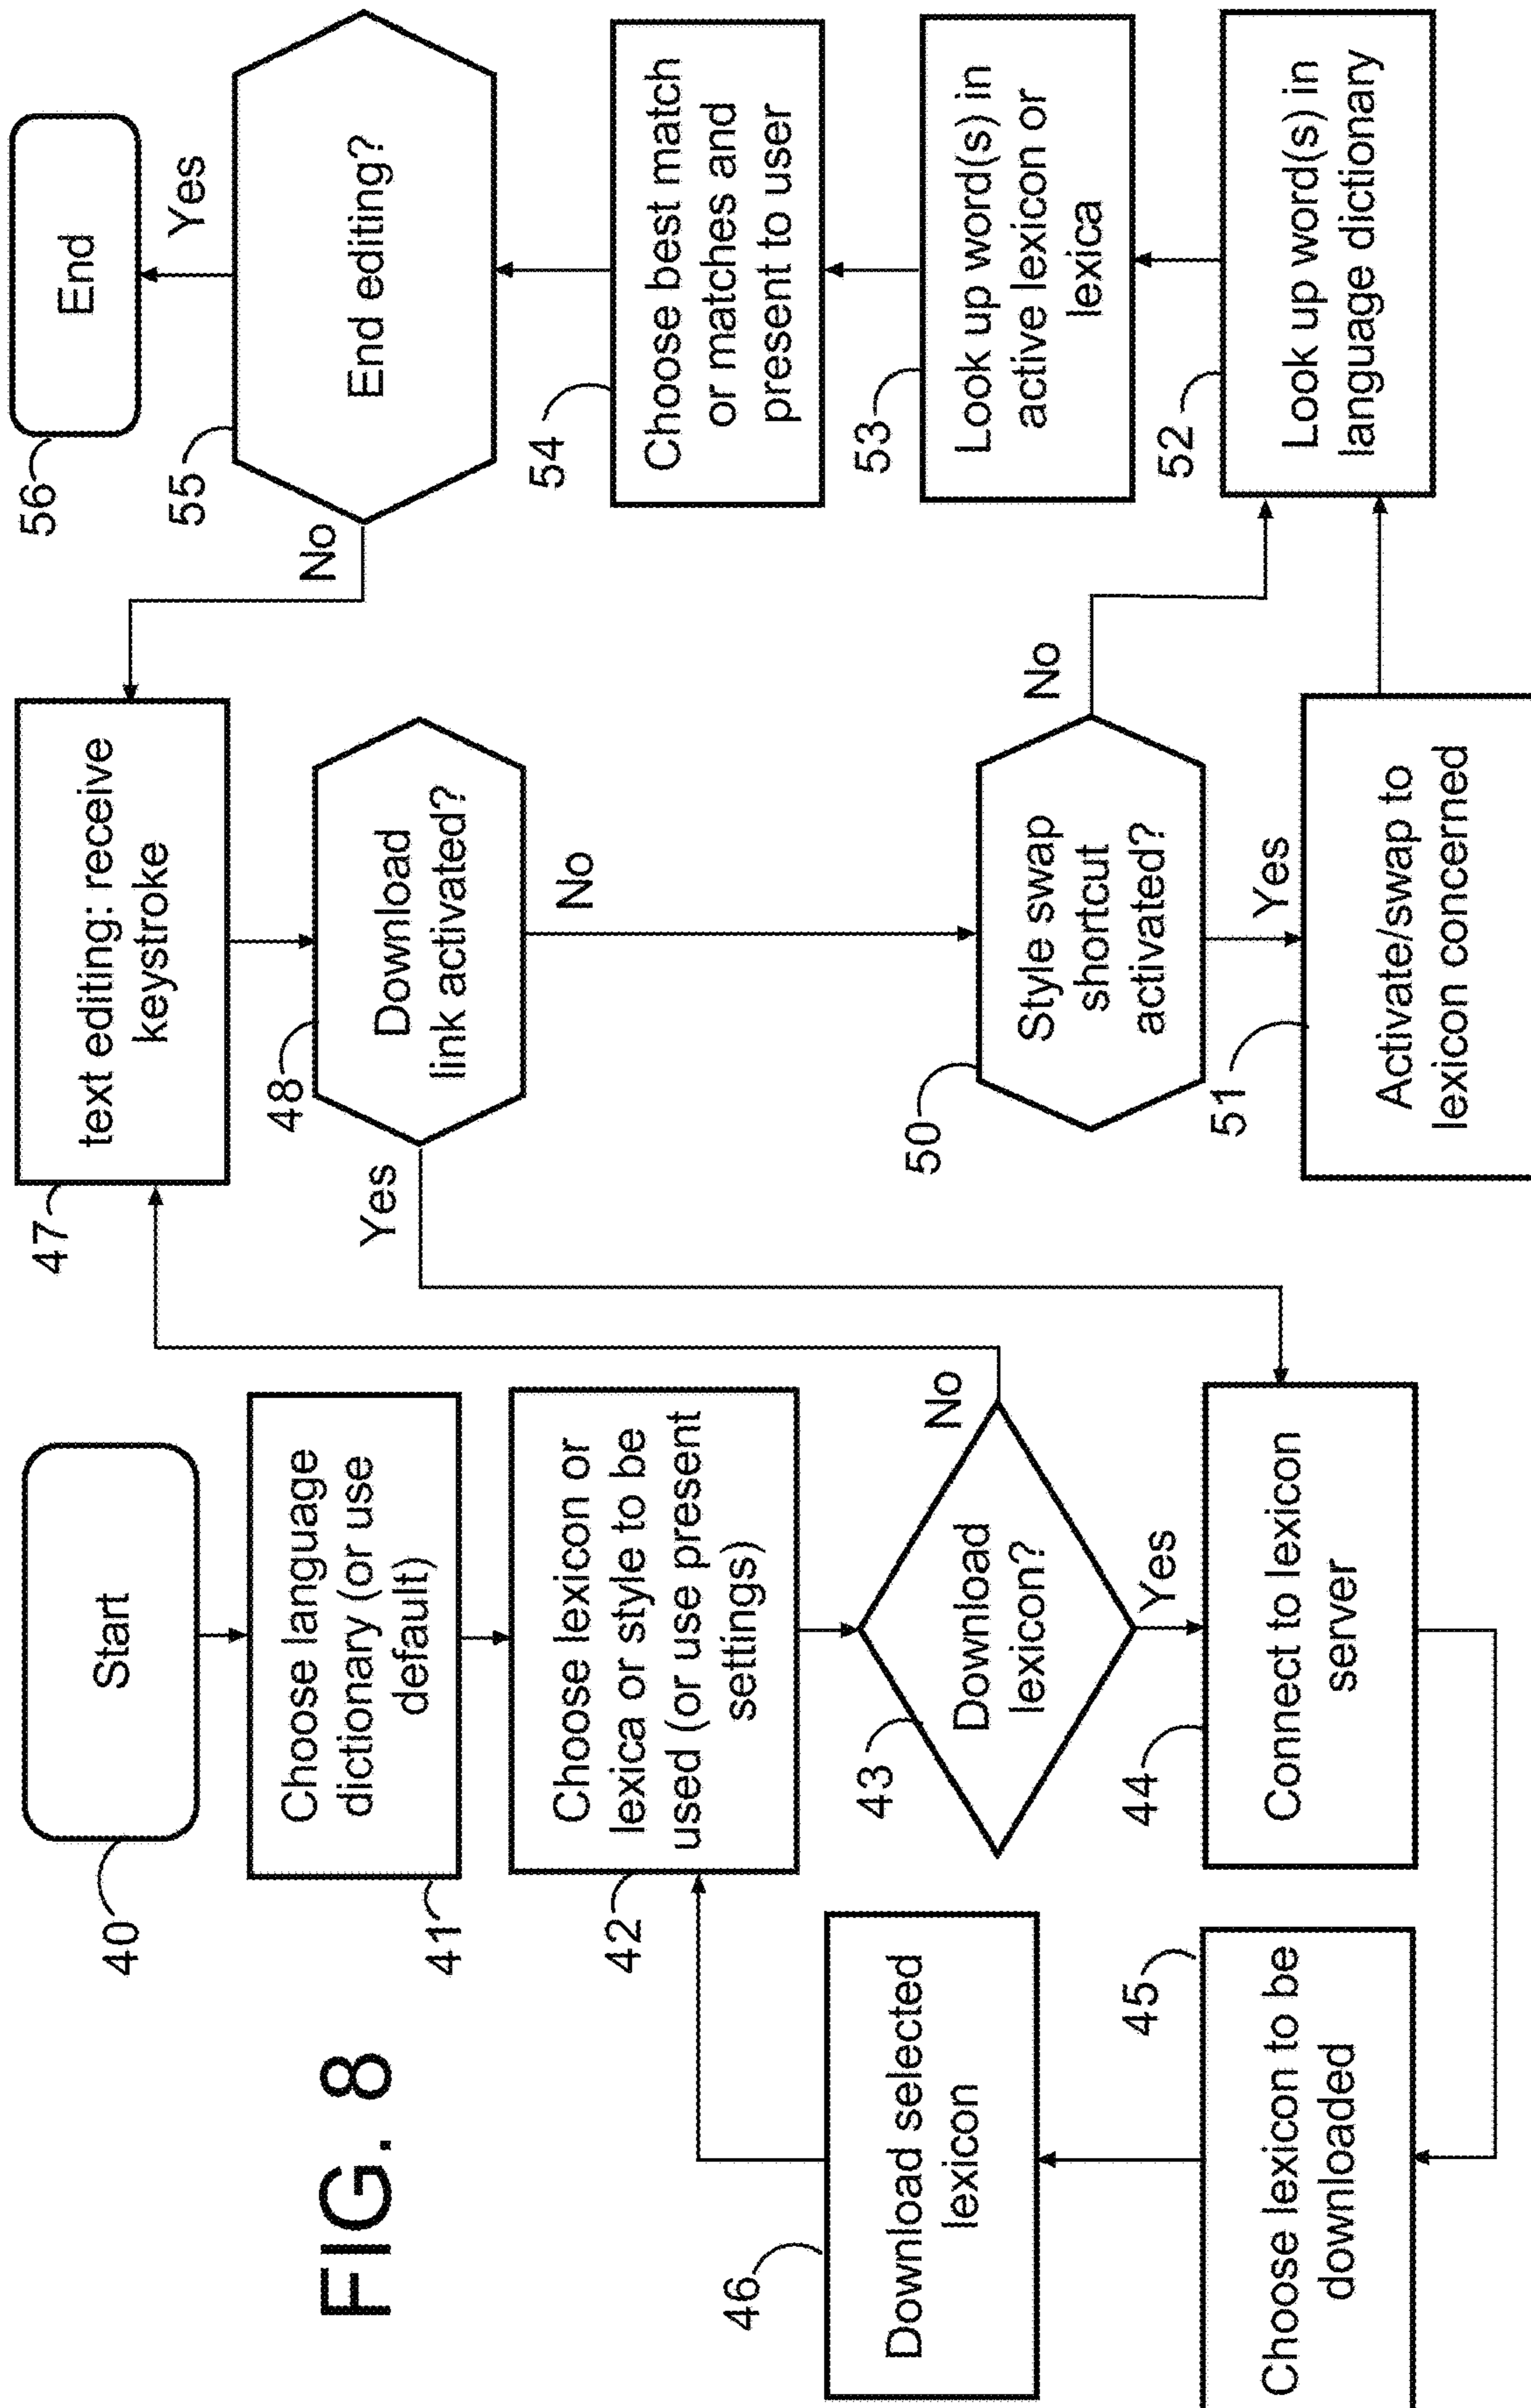 FIG. 8
40
Start
41
Choose language
dictionary (or use
default)
42
Choose lexicon or
lexica or style to be
used (or use present
settings)
43
Download
lexicon?
No
Yes
44
Connect to lexicon
server
45
Choose lexicon to be
downloaded
46
Download selected
lexicon
47
text editing: receive
keystroke
48
Download
link activated?
Yes
No
50
Style swap
shortcut
activated?
No
Yes
51
Activate/swap to
lexicon concerned
52
Look up word(s) in
language dictionary
53
Look up word(s) in
active lexicon or
lexica
54
Choose best match
or matches and
present to user
55
End editing?
No
Yes
56
End